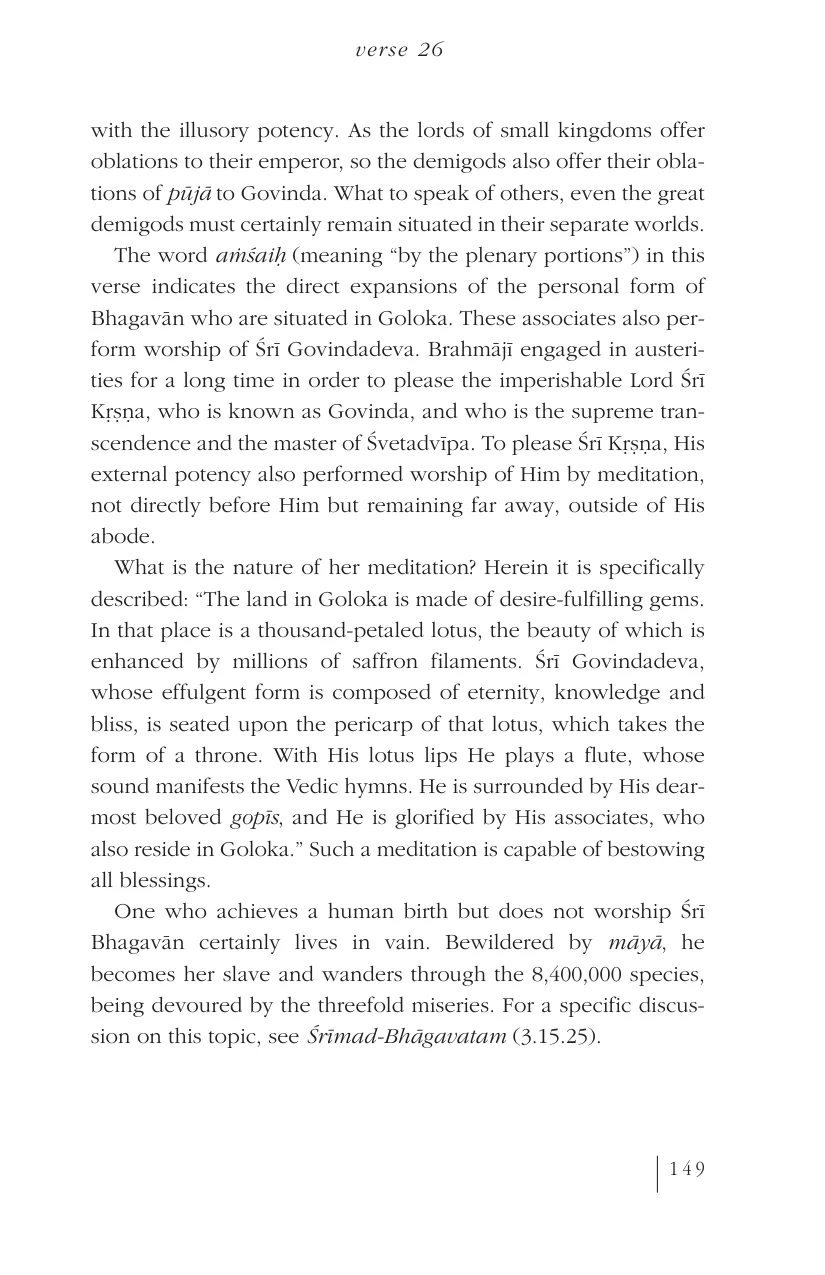 verse 26
with the illusory potency. As the lords of small kingdoms offer
oblations to their emperor, so the demigods also offer their obla-
tions of pūjā to Govinda. What to speak of others, even the great
demigods must certainly remain situated in their separate worlds.
The word aṁśaiḥ (meaning “by the plenary portions”) in this
verse indicates the direct expansions of the personal form of
Bhagavān who are situated in Goloka. These associates also per-
form worship of Śrī Govindadeva. Brahmājī engaged in austeri-
ties for a long time in order to please the imperishable Lord Śrī
Kṛṣṇa, who is known as Govinda, and who is the supreme tran-
scendence and the master of Śvetadvīpa. To please Śrī Kṛṣṇa, His
external potency also performed worship of Him by meditation,
not directly before Him but remaining far away, outside of His
abode.
What is the nature of her meditation? Herein it is specifically
described: “The land in Goloka is made of desire-fulfilling gems.
In that place is a thousand-petaled lotus, the beauty of which is
enhanced by millions of saffron filaments. Śrī Govindadeva,
whose effulgent form is composed of eternity, knowledge and
bliss, is seated upon the pericarp of that lotus, which takes the
form of a throne. With His lotus lips He plays a flute, whose
sound manifests the Vedic hymns. He is surrounded by His dear-
most beloved gopīs, and He is glorified by His associates, who
also reside in Goloka.” Such a meditation is capable of bestowing
all blessings.
One who achieves a human birth but does not worship Śrī
Bhagavān certainly lives in vain. Bewildered by māyā, he
becomes her slave and wanders through the 8,400,000 species,
being devoured by the threefold miseries. For a specific discus-
sion on this topic, see Śrīmad-Bhāgavatam (3.15.25).
149